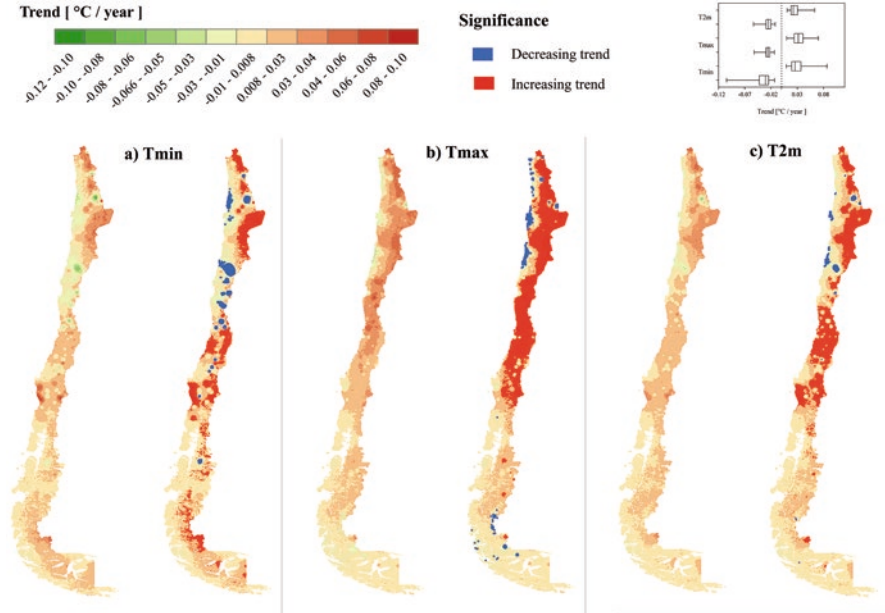 Trend [ °C / year ]
-0.12 - -0.10
-0.10 - -0.08
-0.08 - -0.06
-0.066 - -0.05
-0.05 - -0.03
-0.03 - -0.01
-0.01 - 0.008
0.008 - 0.03
0.03 - 0.04
0.04 - 0.06
0.06 - 0.08
0.08 - 0.10
Significance
Decreasing trend
Increasing trend
T2m
Tmax
Tmin
-0.12 -0.07 -0.02 0.03 0.08
Trend [°C / year ]
a) Tmin
b) Tmax
c) T2m